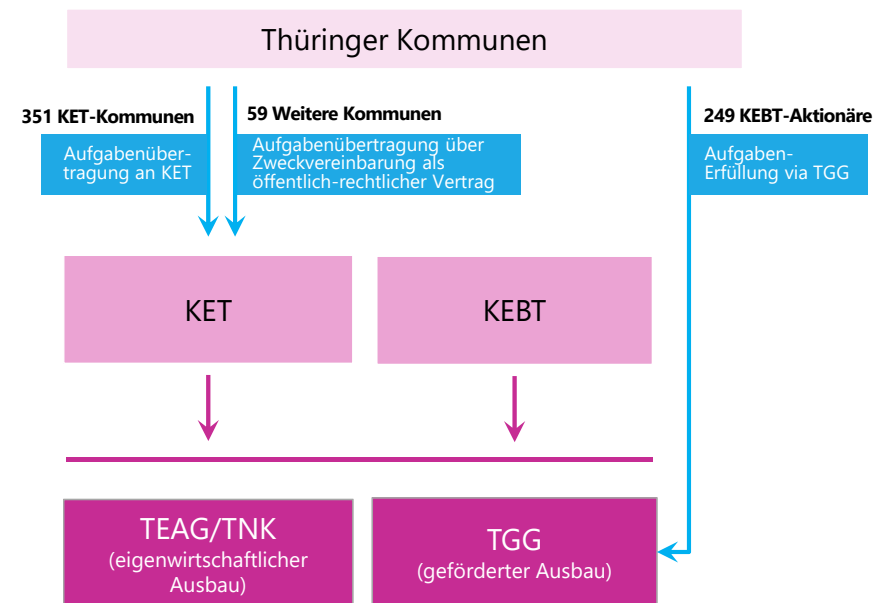 Thüringer Kommunen
351 KET-Kommunen
Aufgabenüber-
tragung an KET
59 Weitere Kommunen
Aufgabenübertragung über
Zweckvereinbarung als
öffentlich-rechtlicher Vertrag
249 KEBT-Aktionäre
Aufgaben-
Erfüllung via TGG
KET
KEBT
TEAG/TNK
(eigenwirtschaftlicher
Ausbau)
TGG
(geförderter Ausbau)